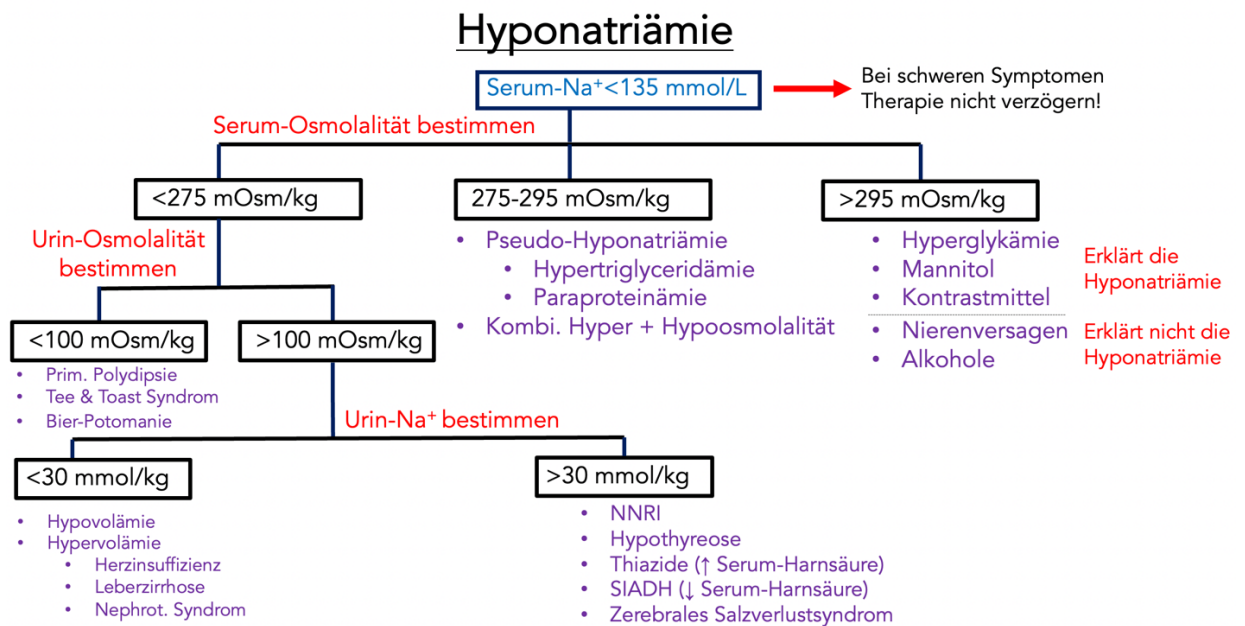 Hyponatriämie
Serum-Na⁺<135 mmol/L
Bei schweren Symptomen
Therapie nicht verzögern!
Serum-Osmolalität bestimmen
<275 mOsm/kg
275-295 mOsm/kg
>295 mOsm/kg
Urin-Osmolalität
bestimmen
• Pseudo-Hyponatriämie
• Hypertriglyceridämie
• Paraproteinämie
• Kombi. Hyper + Hypoosmolalität
• Hyperglykämie
• Mannitol
• Kontrastmittel
Erklärt die
Hyponatriämie
• Nierenversagen
• Alkohole
Erklärt nicht die
Hyponatriämie
<100 mOsm/kg
>100 mOsm/kg
• Prim. Polydipsie
• Tee & Toast Syndrom
• Bier-Potomanie
Urin-Na⁺ bestimmen
<30 mmol/kg
>30 mmol/kg
• Hypovolämie
• Hypervolämie
• Herzinsuffizienz
• Leberzirrhose
• Nephrot. Syndrom
• NNRI
• Hypothyreose
• Thiazide (↑ Serum-Harnsäure)
• SIADH (↓ Serum-Harnsäure)
• Zerebrales Salzverlustsyndrom